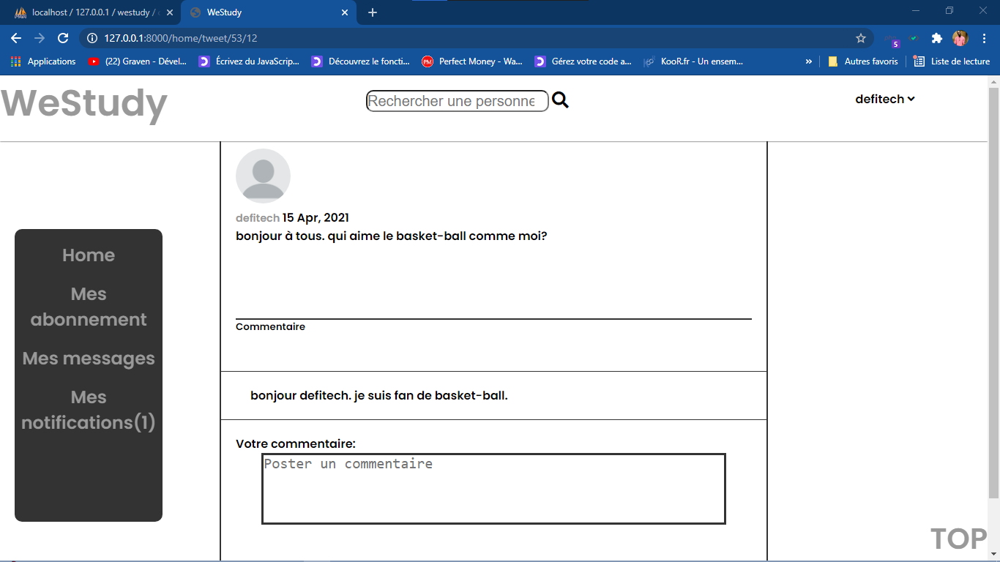 localhost / 127.0.0.1 / westudy /
WeStudy
127.0.0.1:8000/home/tweet/53/12
5
Applications
(22) Graven - Dével...
Écrivez du JavaScrip...
Découvrez le foncti...
PM
Perfect Money - Wa...
Gérez votre code a...
KooR.fr - Un ensem...
»
Autres favoris
Liste de lecture
WeStudy
Rechercher une personne
defitech
defitech 15 Apr, 2021
bonjour à tous. qui aime le basket-ball comme moi?
Home
Mes
abonnement
Mes messages
Mes
notifications(1)
Commentaire
bonjour defitech. je suis fan de basket-ball.
Votre commentaire:
Poster un commentaire
TOP